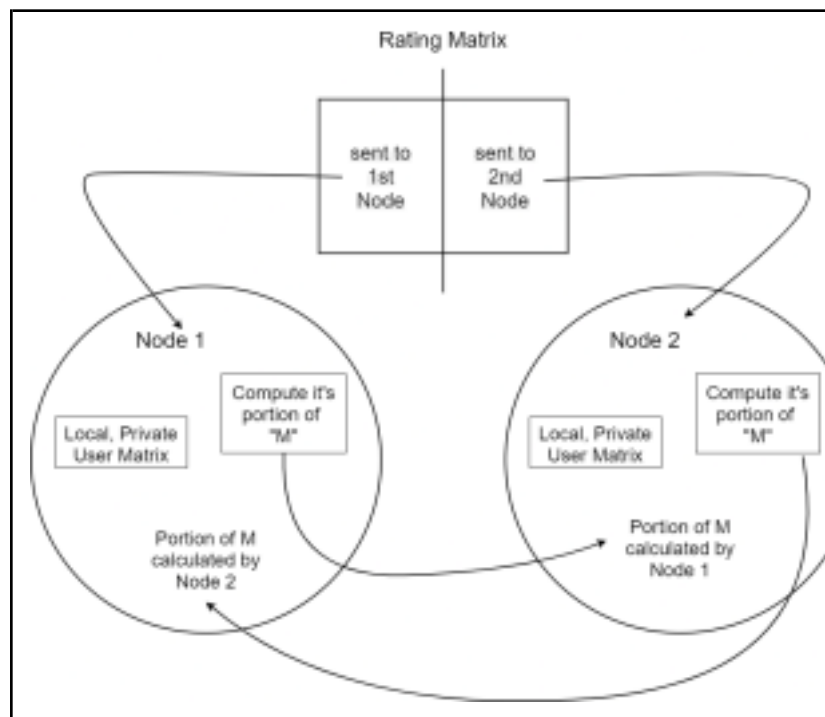 Rating Matrix
sent to
1st
Node
sent to
2nd
Node
Node 1
Compute it's
portion of
"M"
Local, Private
User Matrix
Portion of M
calculated by
Node 2
Node 2
Compute it's
portion of
"M"
Local, Private
User Matrix
Portion of M
calculated by
Node 1